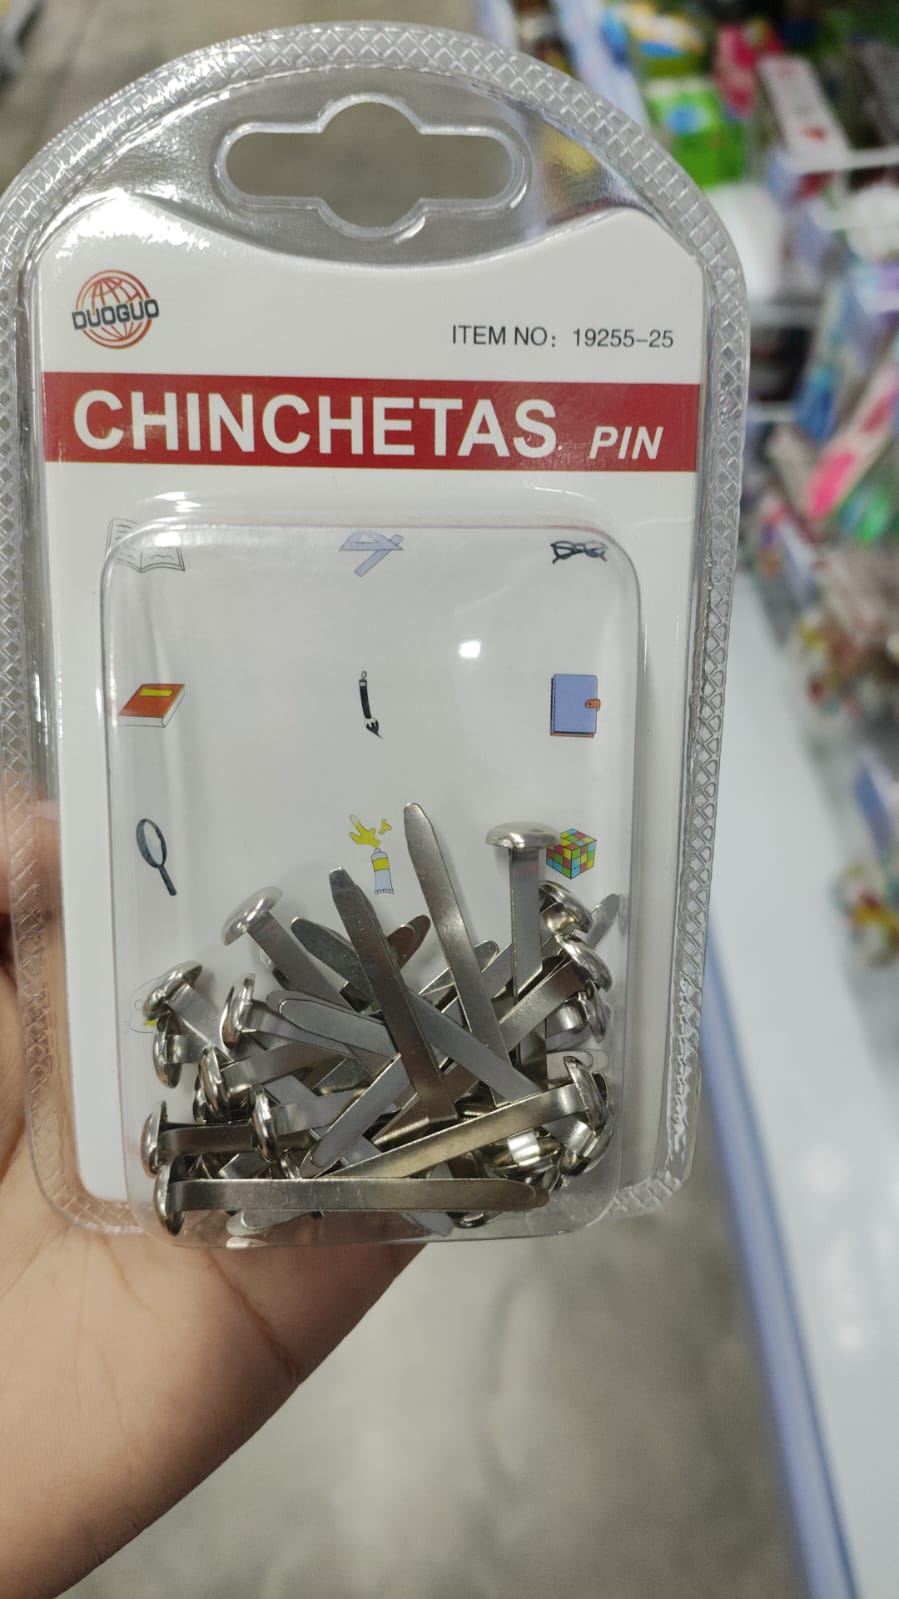 DUOGUO
ITEM NO: 19255-25
CHINCHETAS PIN